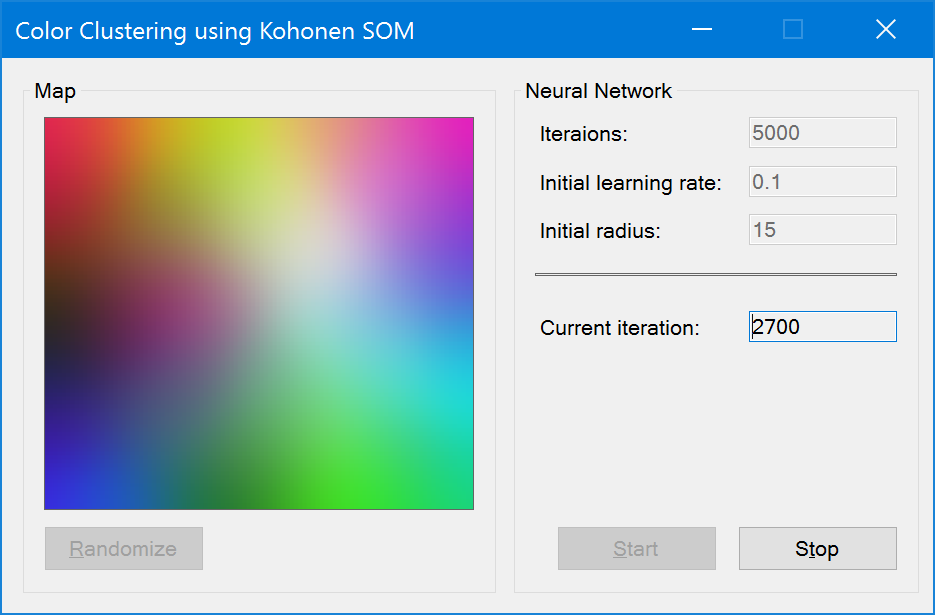 Color Clustering using Kohonen SOM
Map
Randomize
Neural Network
Iteraions: 5000
Initial learning rate: 0.1
Initial radius: 15
Current iteration: 2700
Start Stop